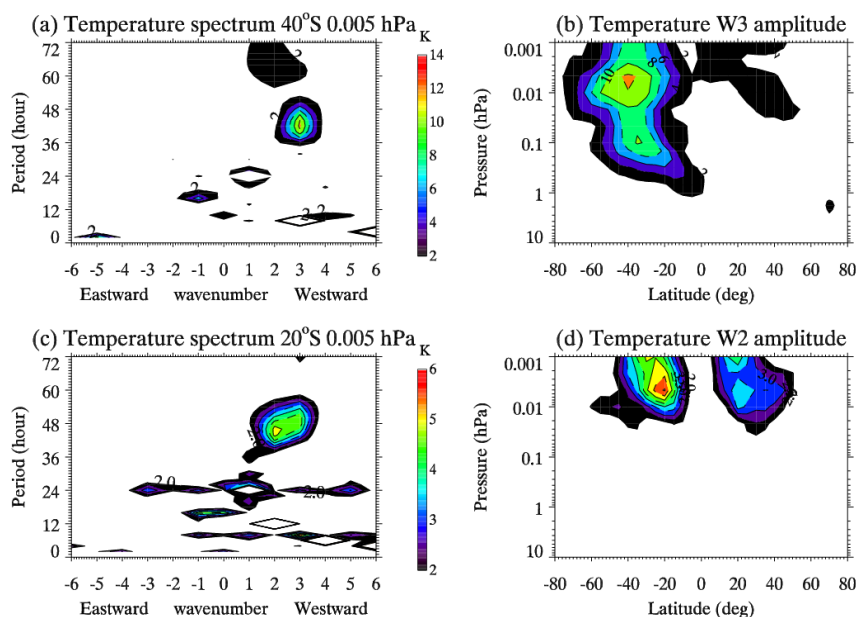 (a) Temperature spectrum 40°S 0.005 hPa
K
72
60
48
36
24
12
0
Period (hour)
2
2
2
2
2
2
-6 -5 -4 -3 -2 -1 0 1 2 3 4 5 6
Eastward wavenumber Westward
14
12
10
8
6
4
2
(b) Temperature W3 amplitude
0.001
0.01
0.1
1
10
Pressure (hPa)
10
8
2
2
-80 -60 -40 -20 0 20 40 60 80
Latitude (deg)
(c) Temperature spectrum 20°S 0.005 hPa
K
72
60
48
36
24
12
0
Period (hour)
2.0
2.0
-6 -5 -4 -3 -2 -1 0 1 2 3 4 5 6
Eastward wavenumber Westward
6
5
4
3
2
(d) Temperature W2 amplitude
0.001
0.01
0.1
1
10
Pressure (hPa)
2.0
3.0
-80 -60 -40 -20 0 20 40 60 80
Latitude (deg)